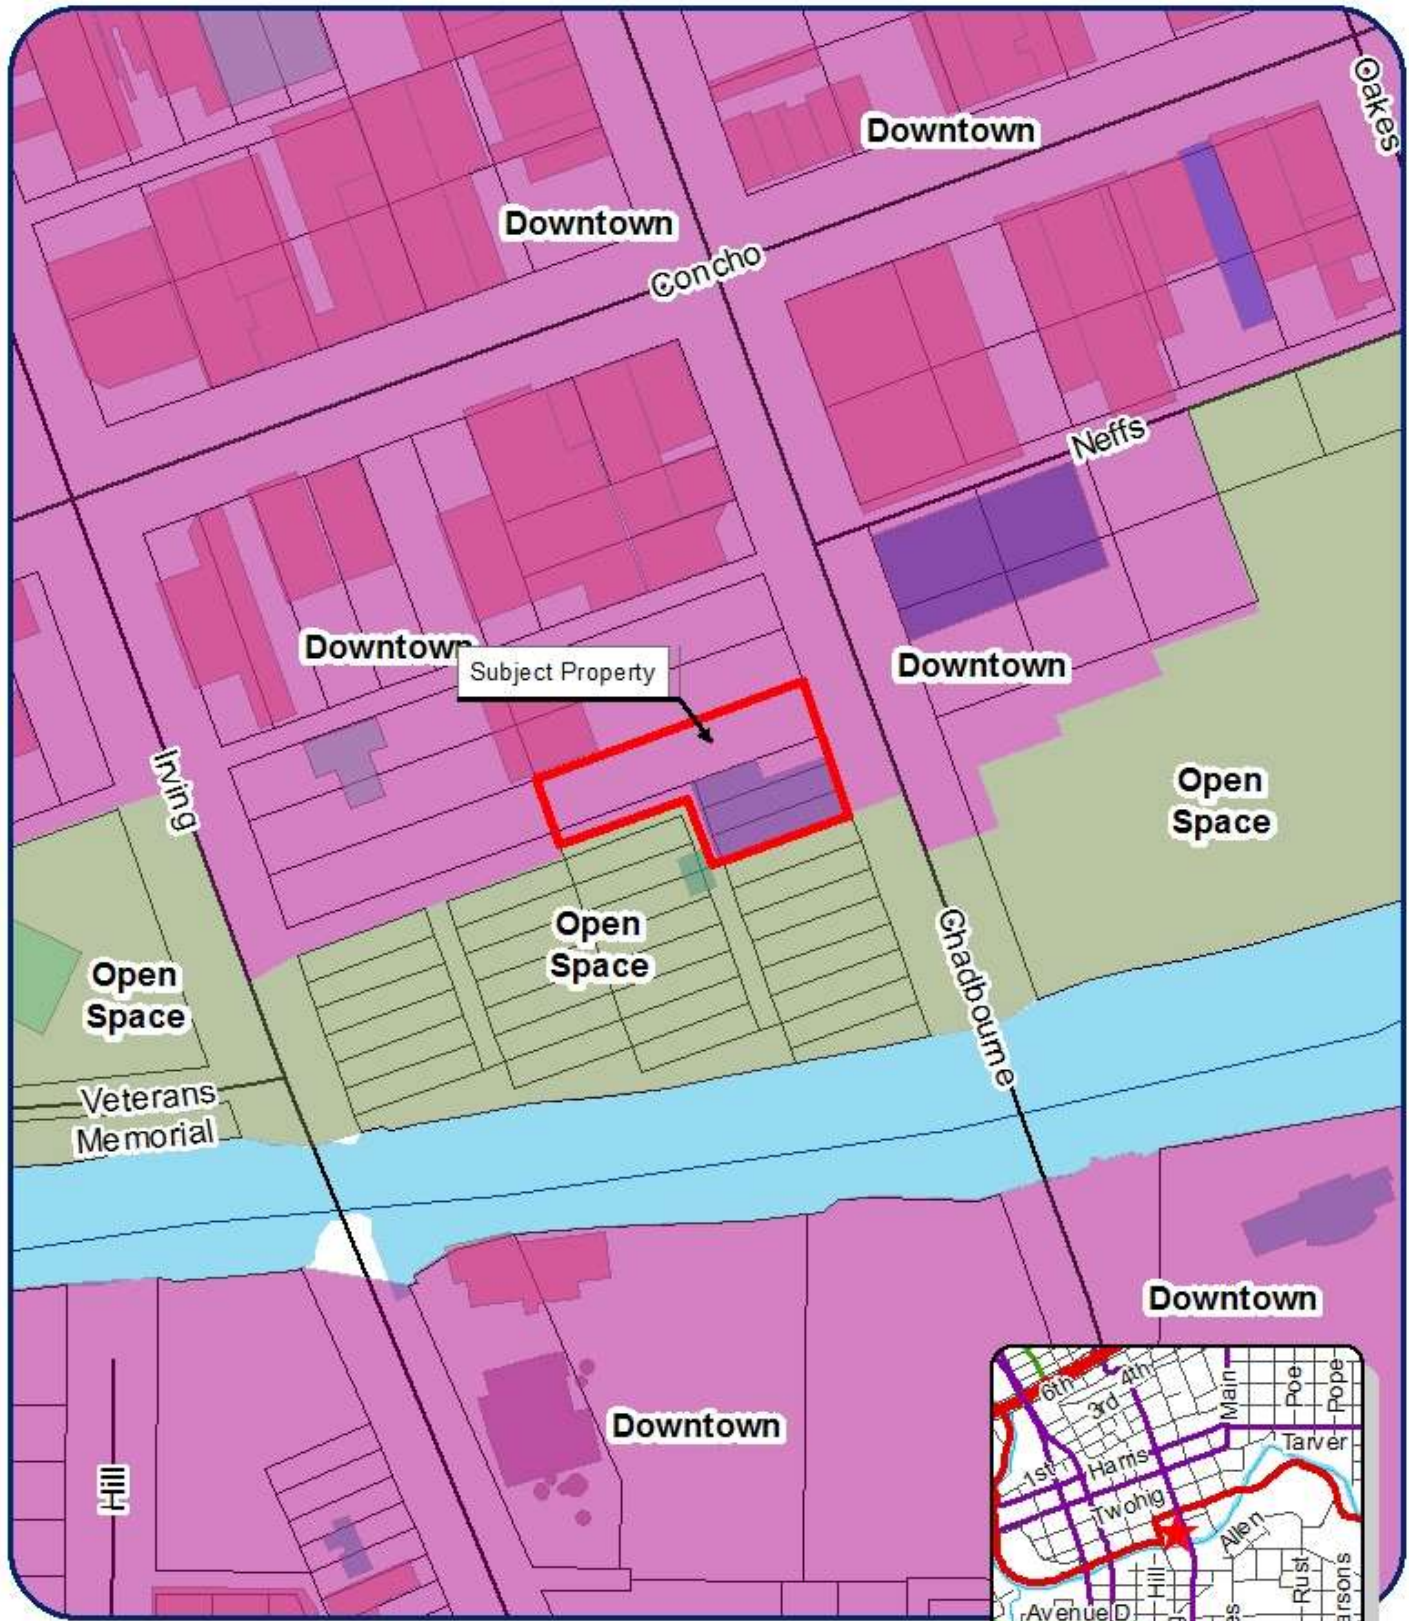 Oakes
Downtown
Downtown
Concho
Neffs
Downtown
Subject Property
Downtown
Irving
Open
Space
Open
Space
Open
Space
Chadbourne
Veterans
Memorial
Downtown
Downtown
Hill
6th
4th
3rd
Main
Poe
Pope
Tarver
1st
Harris
Twohig
Allen
Hill
Rust
Avenue D